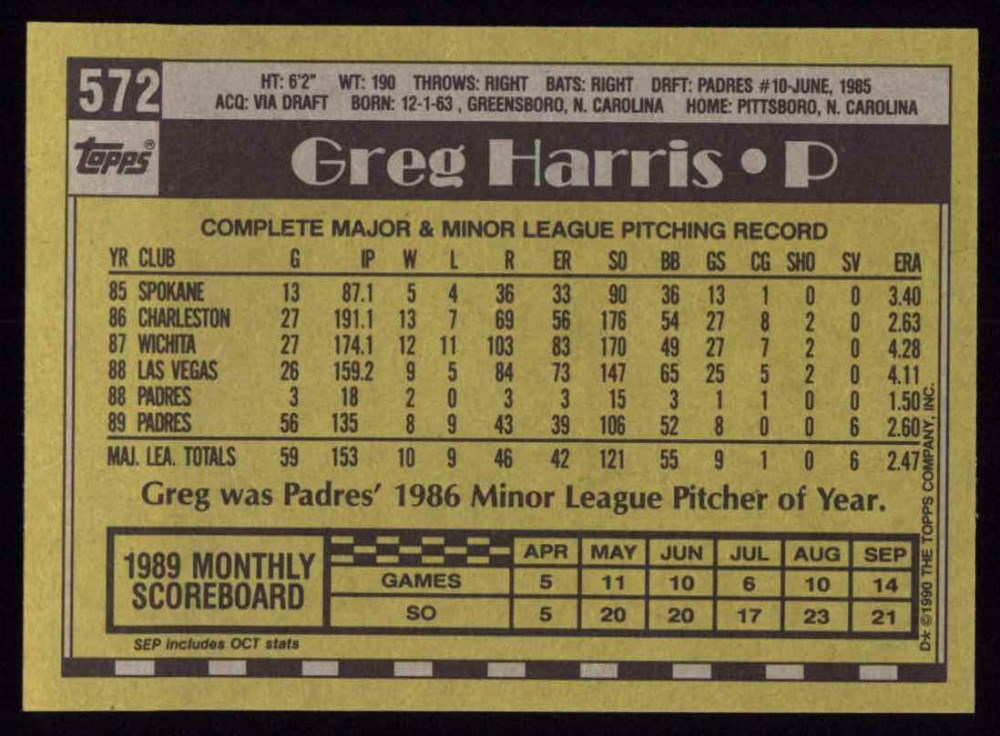 572
HT: 6'2" WT: 190 THROWS: RIGHT BATS: RIGHT DRFT: PADRES #10-JUNE, 1985
ACQ: VIA DRAFT BORN: 12-1-63, GREENSBORO, N. CAROLINA HOME: PITTSBORO, N. CAROLINA
topps®
Greg Harris • P
COMPLETE MAJOR & MINOR LEAGUE PITCHING RECORD
YR CLUB G IP W L R ER SO BB GS CG SHO SV ERA
85 SPOKANE 13 87.1 5 4 36 33 90 36 13 1 0 0 3.40
86 CHARLESTON 27 191.1 13 7 69 56 176 54 27 8 2 0 2.63
87 WICHITA 27 174.1 12 11 103 83 170 49 27 7 2 0 4.28
88 LAS VEGAS 26 159.2 9 5 84 73 147 65 25 5 2 0 4.11
88 PADRES 3 18 2 0 3 3 15 3 1 1 0 0 1.50
89 PADRES 56 135 8 9 43 39 106 52 8 0 0 6 2.60
MAJ. LEA. TOTALS 59 153 10 9 46 42 121 55 9 1 0 6 2.47
Greg was Padres' 1986 Minor League Pitcher of Year.
1989 MONTHLY SCOREBOARD
APR MAY JUN JUL AUG SEP
GAMES 5 11 10 6 10 14
SO 5 20 20 17 23 21
SEP includes OCT stats
D* ©1990 THE TOPPS COMPANY, INC.